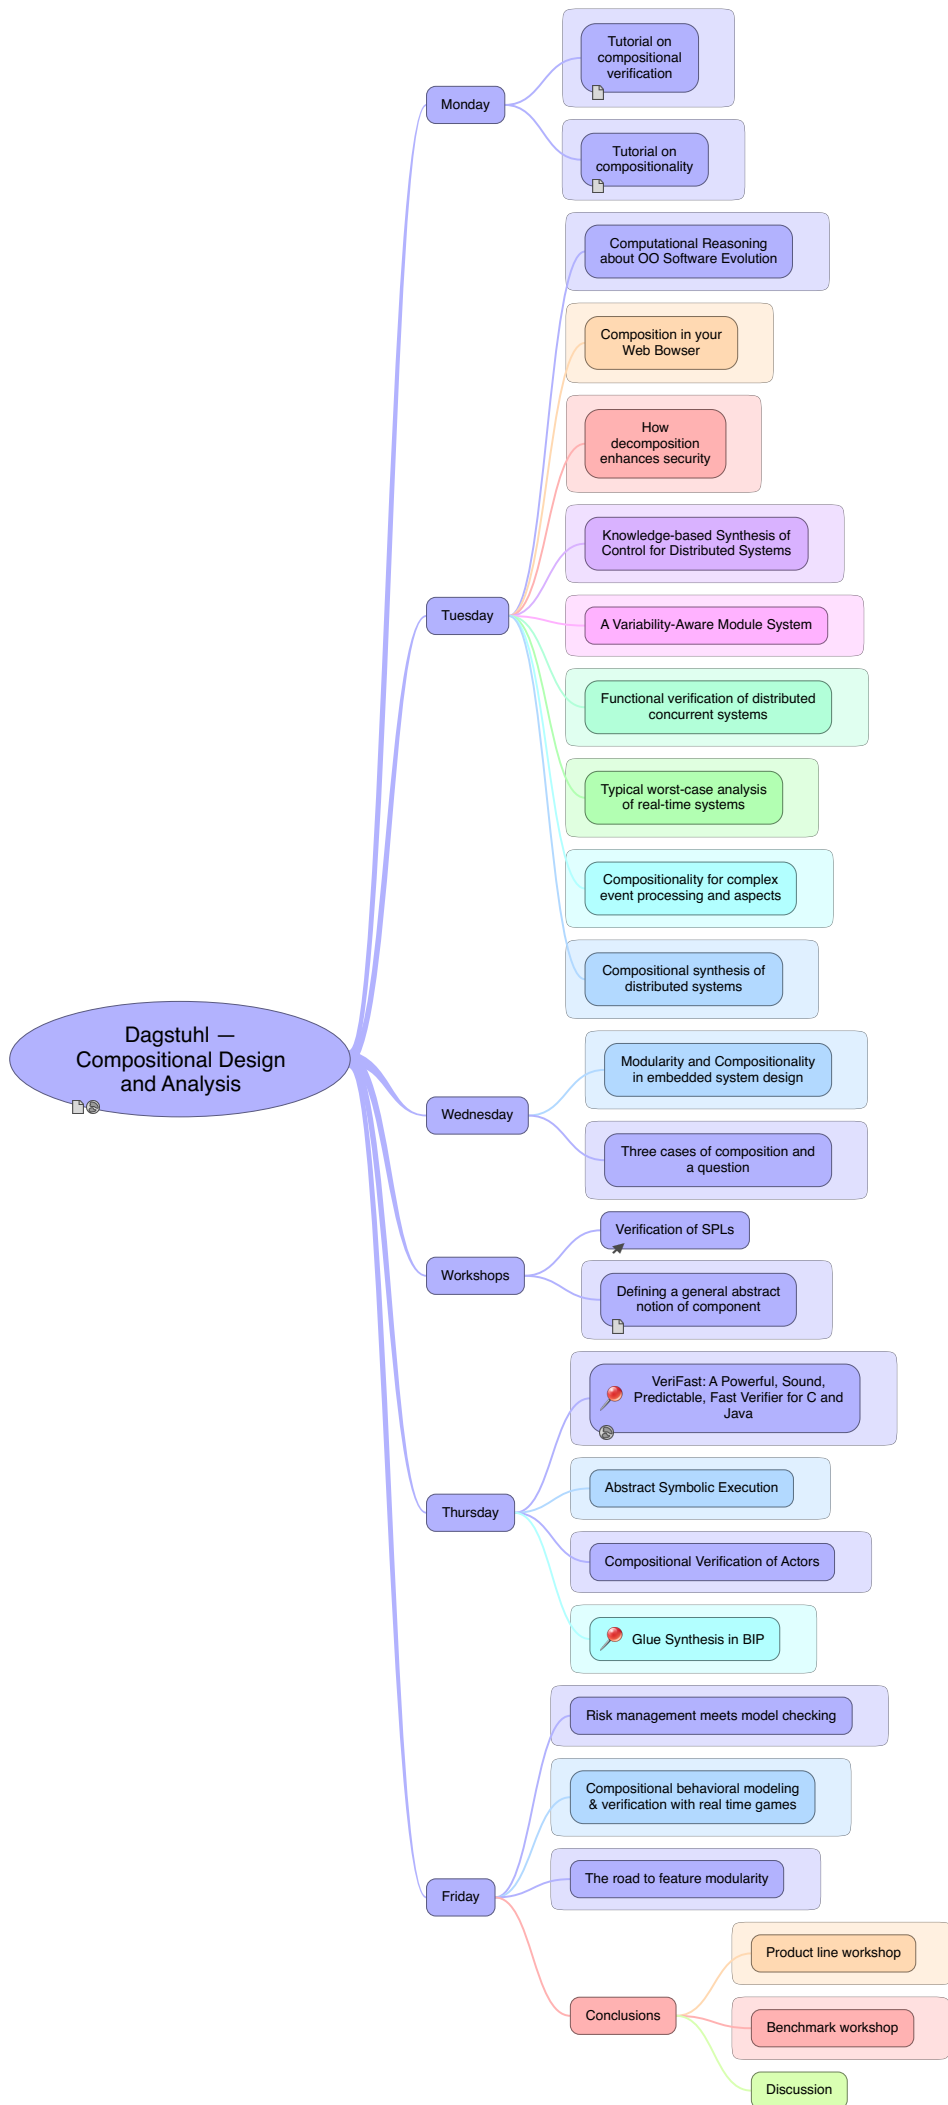 Tutorial on
compositional
verification
Monday
Tutorial on
compositionality
Computational Reasoning
about OO Software Evolution
Composition in your
Web Bowser
How
decomposition
enhances security
Knowledge-based Synthesis of
Control for Distributed Systems
Tuesday
A Variability-Aware Module System
Functional verification of distributed
concurrent systems
Typical worst-case analysis
of real-time systems
Compositionality for complex
event processing and aspects
Compositional synthesis of
distributed systems
Dagstuhl —
Compositional Design
and Analysis
Modularity and Compositionality
in embedded system design
Wednesday
Three cases of composition and
a question
Verification of SPLs
Workshops
Defining a general abstract
notion of component
VeriFast: A Powerful, Sound,
Predictable, Fast Verifier for C and
Java
Abstract Symbolic Execution
Thursday
Compositional Verification of Actors
Glue Synthesis in BIP
Risk management meets model checking
Compositional behavioral modeling
& verification with real time games
The road to feature modularity
Friday
Product line workshop
Conclusions
Benchmark workshop
Discussion